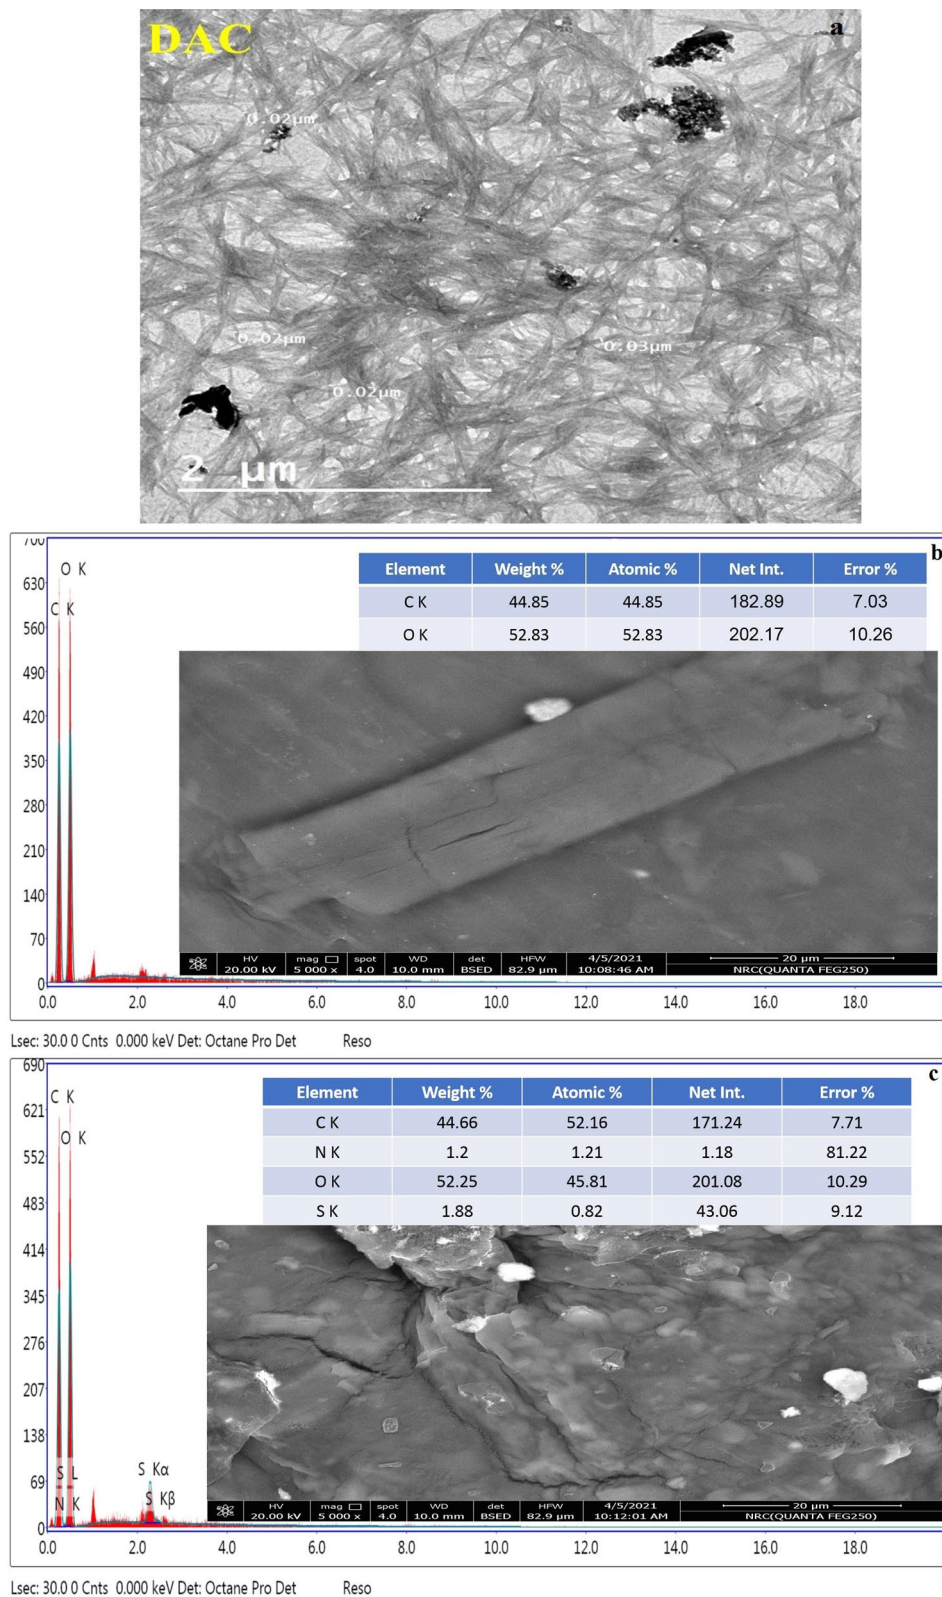 DAC
a
0.02µm
0.02µm
0.03µm
0.02µm
2 µm
b
700
630
560
490
420
350
280
210
140
70
0
O K
C K
Element Weight % Atomic % Net Int. Error %
C K 44.85 44.85 182.89 7.03
O K 52.83 52.83 202.17 10.26
HV mag □ spot WD det HFW 4/5/2021 20 µm
20.00 kV 5 000 x 4.0 10.0 mm BSED 82.9 µm 10:08:46 AM NRC(QUANTA FEG250)
0.0 2.0 4.0 6.0 8.0 10.0 12.0 14.0 16.0 18.0
Lsec: 30.0 0 Cnts 0.000 keV Det: Octane Pro Det Reso
c
690
621
552
483
414
345
276
207
138
69
0
C K
O K
S L
N K
S Kα
S Kβ
Element Weight % Atomic % Net Int. Error %
C K 44.66 52.16 171.24 7.71
N K 1.2 1.21 1.18 81.22
O K 52.25 45.81 201.08 10.29
S K 1.88 0.82 43.06 9.12
HV mag □ spot WD det HFW 4/5/2021 20 µm
20.00 kV 5 000 x 4.0 10.0 mm BSED 82.9 µm 10:12:01 AM NRC(QUANTA FEG250)
0.0 2.0 4.0 6.0 8.0 10.0 12.0 14.0 16.0 18.0
Lsec: 30.0 0 Cnts 0.000 keV Det: Octane Pro Det Reso